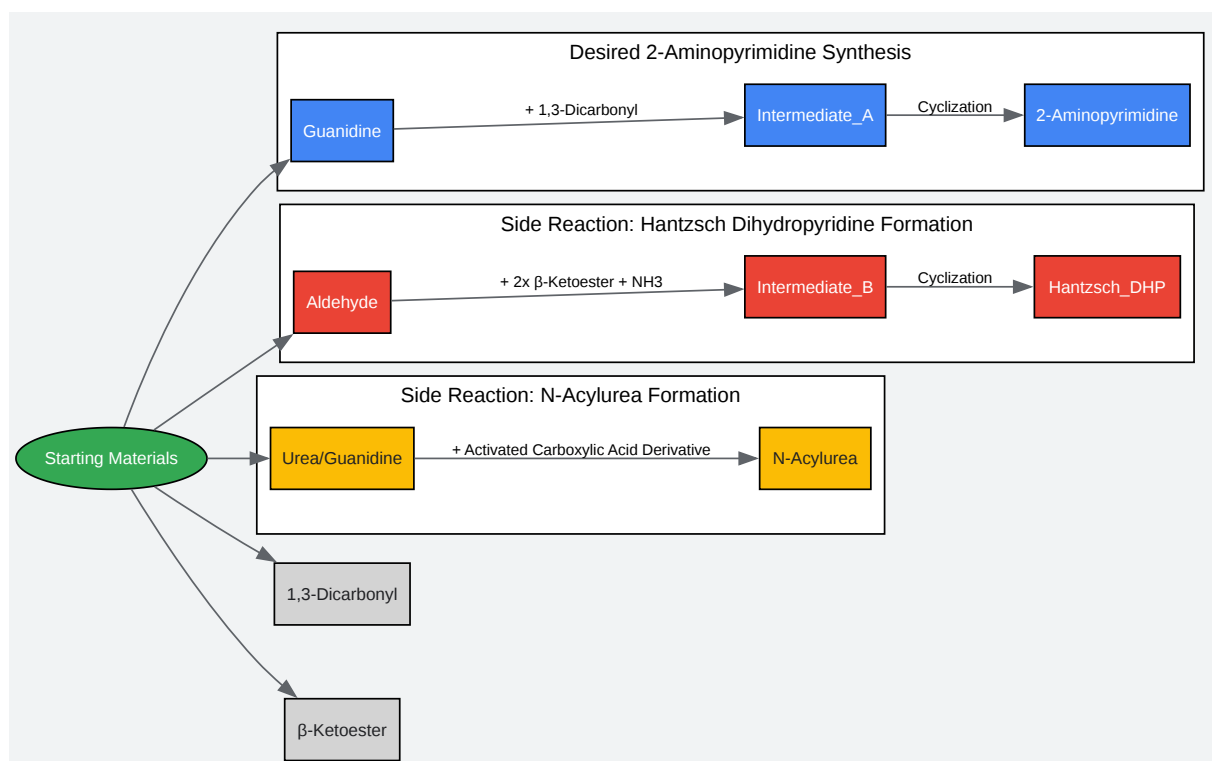 Desired 2-Aminopyrimidine Synthesis
Guanidine
+ 1,3-Dicarbonyl
Intermediate_A
Cyclization
2-Aminopyrimidine
Side Reaction: Hantzsch Dihydropyridine Formation
Aldehyde
+ 2x β-Ketoester + NH3
Intermediate_B
Cyclization
Hantzsch_DHP
Side Reaction: N-Acylurea Formation
Starting Materials
Urea/Guanidine
+ Activated Carboxylic Acid Derivative
N-Acylurea
1,3-Dicarbonyl
β-Ketoester